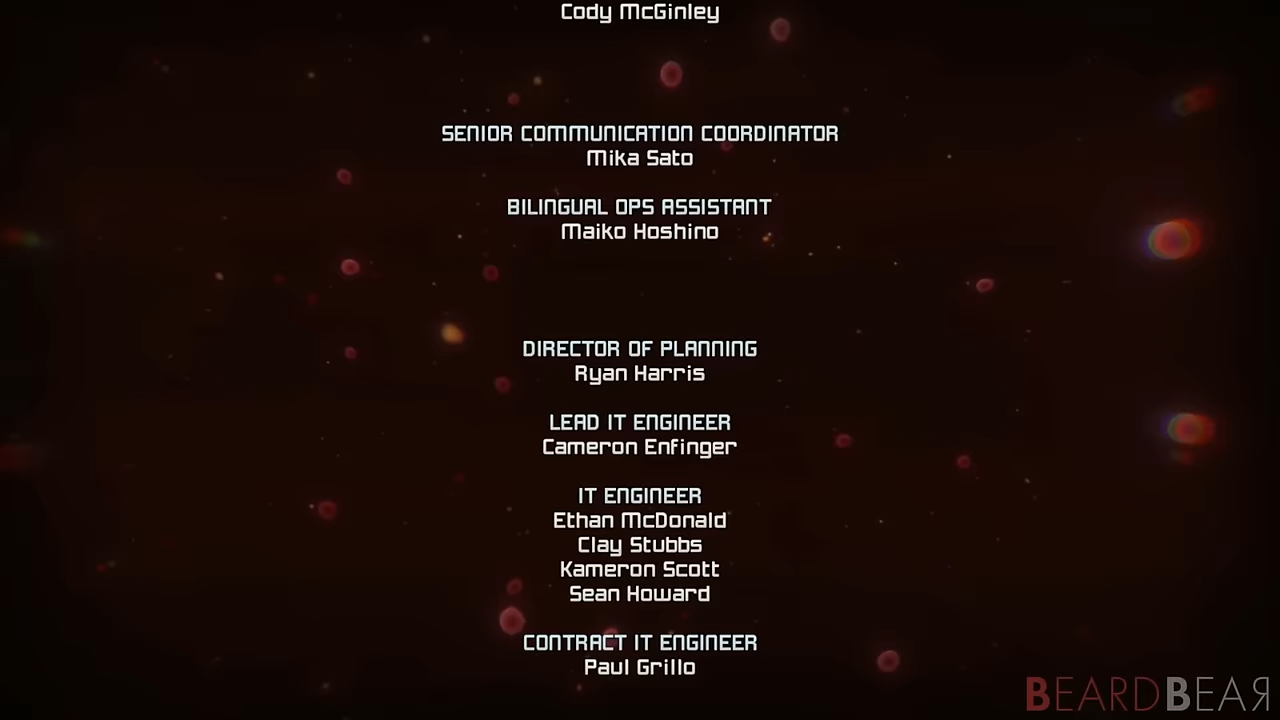 Cody McGinley
SENIOR COMMUNICATION COORDINATOR
Mika Sato
BILINGUAL OPS ASSISTANT
Maiko Hoshino
DIRECTOR OF PLANNING
Ryan Harris
LEAD IT ENGINEER
Cameron Enfinger
IT ENGINEER
Ethan McDonald
Clay Stubbs
Kameron Scott
Sean Howard
CONTRACT IT ENGINEER
Paul Grillo
BEARDBEAЯ